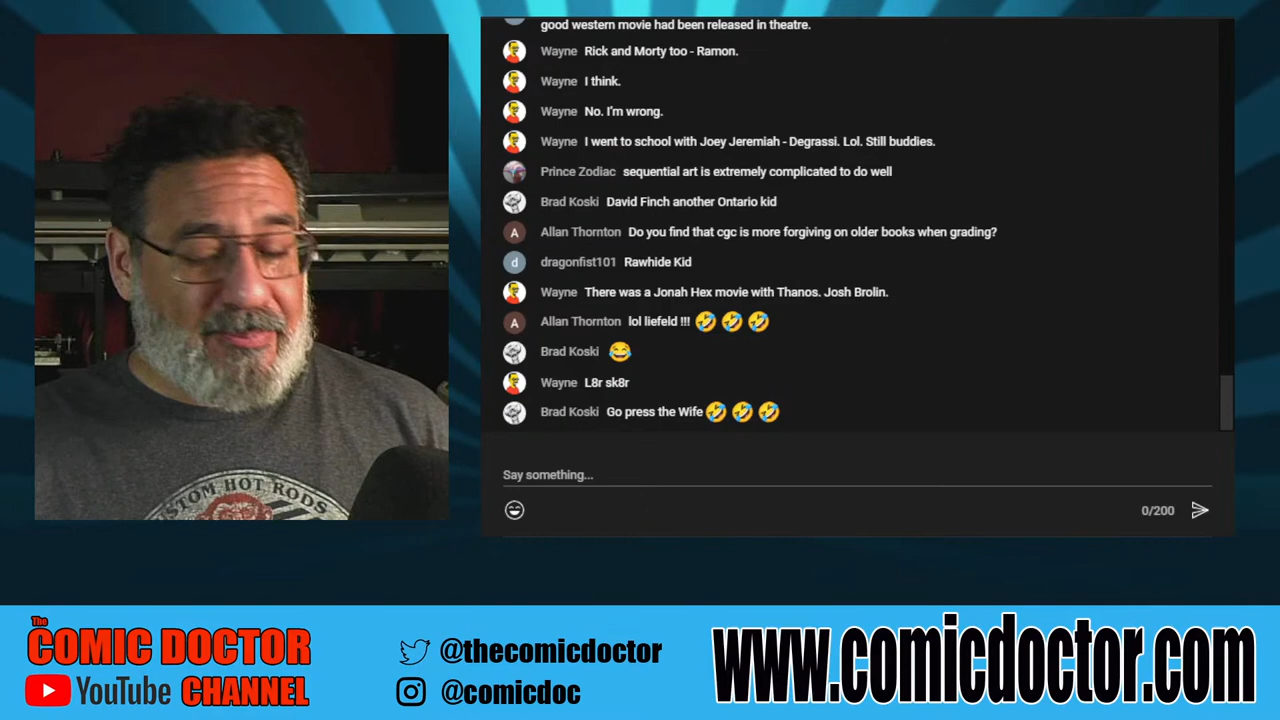 good western movie had been released in theatre.
Wayne Rick and Morty too - Ramon.
Wayne I think.
Wayne No. I'm wrong.
Wayne I went to school with Joey Jeremiah - Degrassi. Lol. Still buddies.
Prince Zodiac sequential art is extremely complicated to do well
Brad Koski David Finch another Ontario kid
A Allan Thornton Do you find that cgc is more forgiving on older books when grading?
d dragonfist101 Rawhide Kid
Wayne There was a Jonah Hex movie with Thanos. Josh Brolin.
A Allan Thornton lol liefeld !!! 🤣 🤣 🤣
Brad Koski 😂
Wayne L8r sk8r
Brad Koski Go press the Wife 🤣 🤣 🤣
Say something...
0/200
STOM HOT RODS
The
COMIC DOCTOR
YouTube CHANNEL
@thecomicdoctor
@comicdoc
www.comicdoctor.com